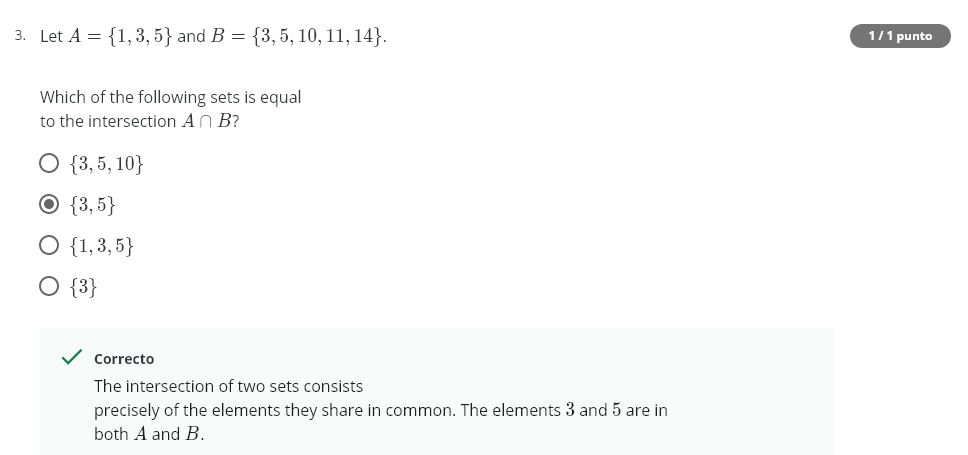 3. Let A = {1, 3, 5} and B = {3, 5, 10, 11, 14}.
1 / 1 punto
Which of the following sets is equal
to the intersection A ∩ B?
{3, 5, 10}
{3, 5}
{1, 3, 5}
{3}
Correcto
The intersection of two sets consists
precisely of the elements they share in common. The elements 3 and 5 are in
both A and B.